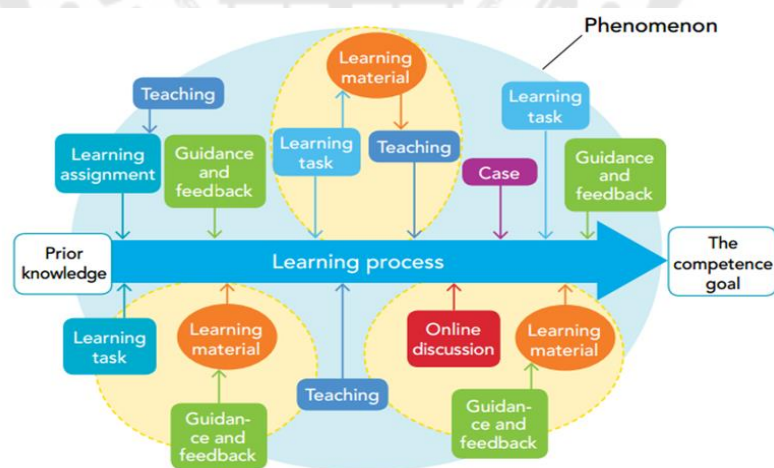 Phenomenon
Learning
material
Teaching
Learning
task
Learning
assignment
Guidance
and
feedback
Learning
task
Teaching
Case
Guidance
and
feedback
Prior
knowledge
Learning process
The
competence
goal
Learning
task
Learning
material
Online
discussion
Learning
material
Teaching
Guidan-
ce and
feedback
Guidan-
ce and
feedback